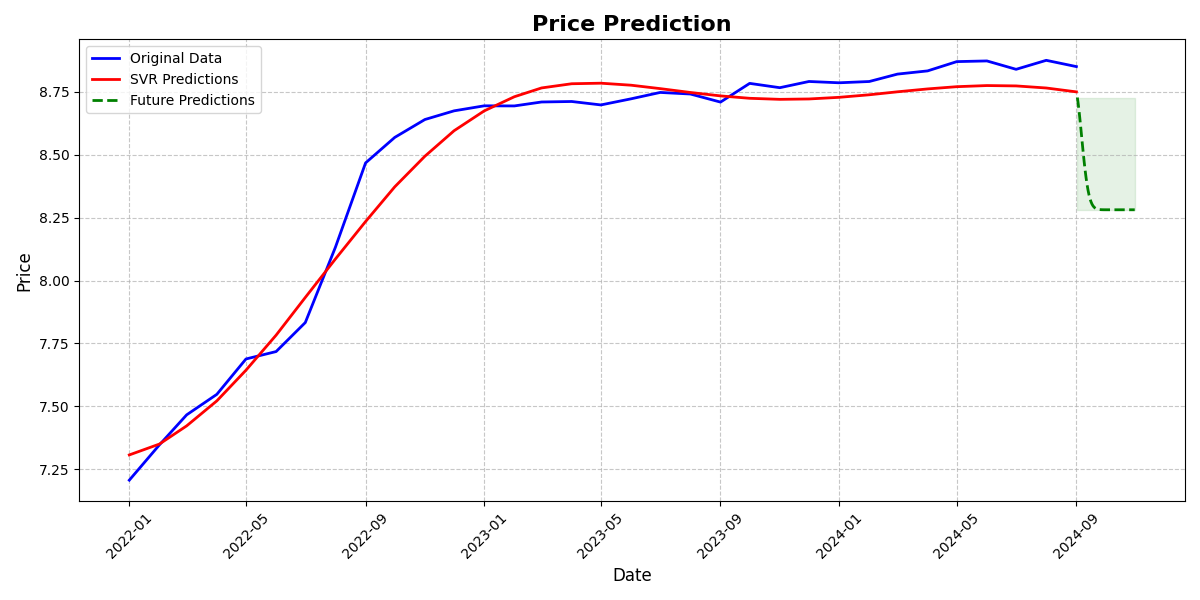 Price Prediction
Original Data
SVR Predictions
Future Predictions
Price
8.75
8.50
8.25
8.00
7.75
7.50
7.25
2022-01
2022-05
2022-09
2023-01
2023-05
2023-09
2024-01
2024-05
2024-09
Date